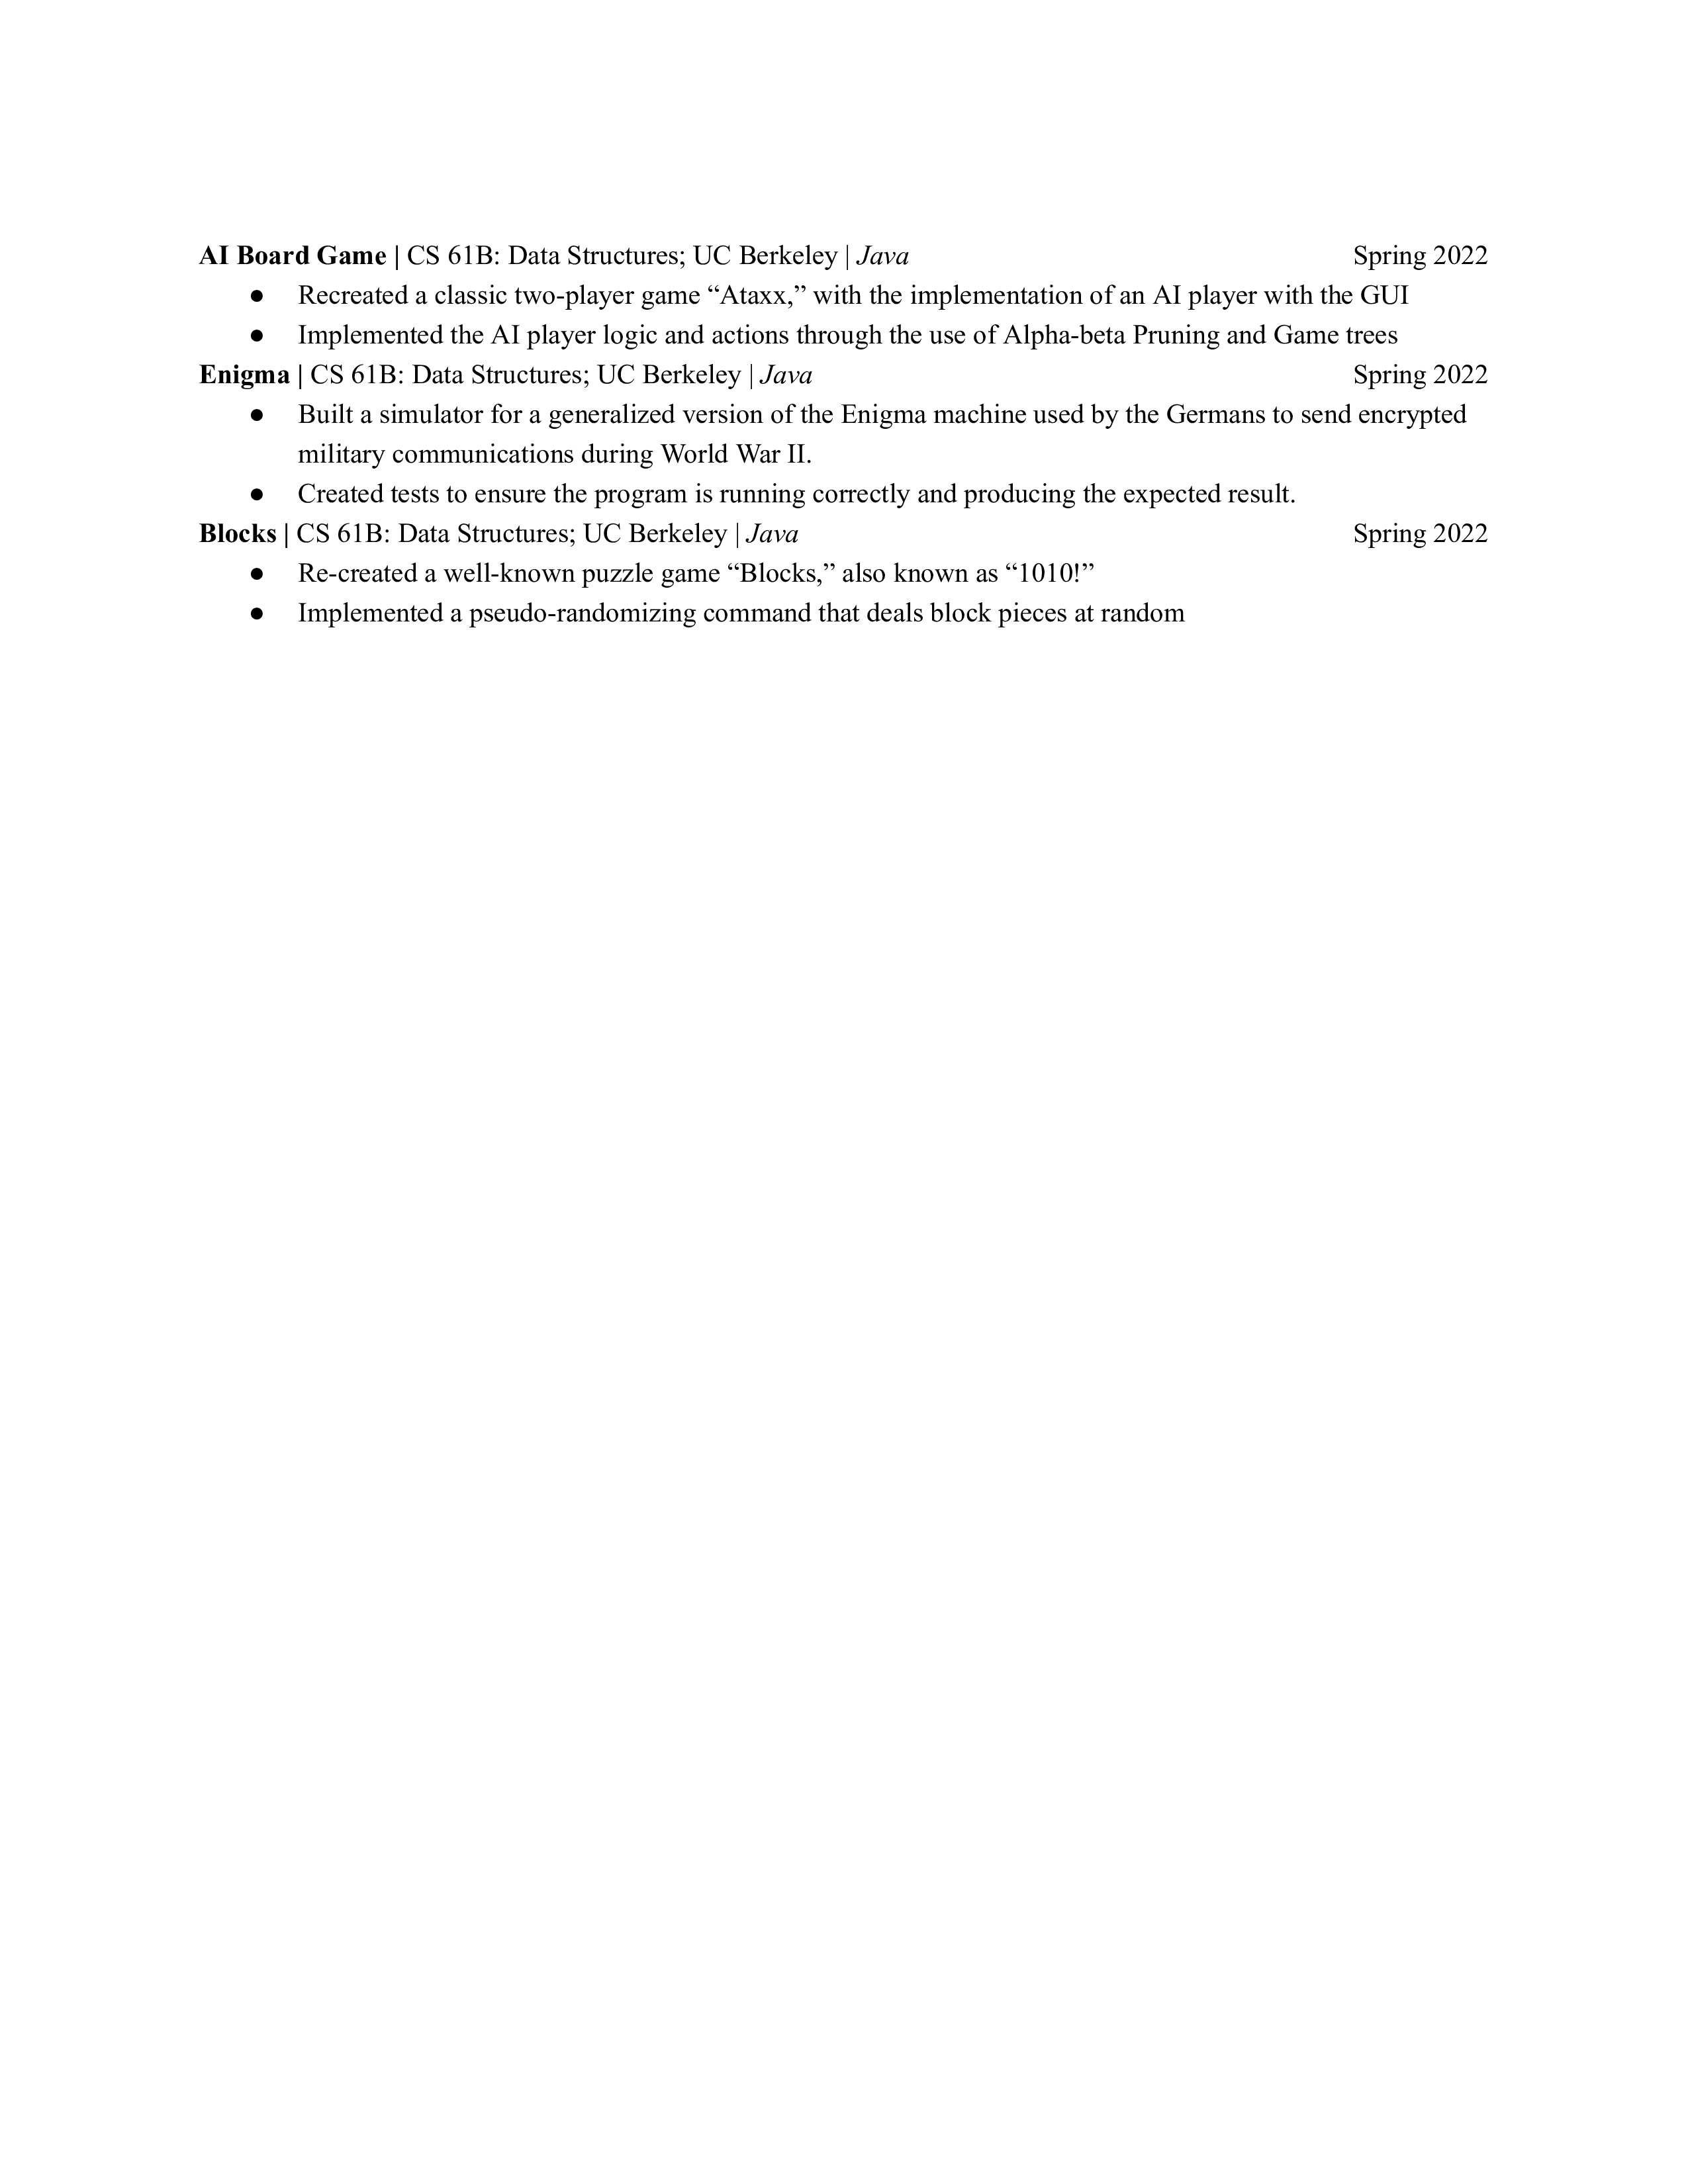 AI Board Game | CS 61B: Data Structures; UC Berkeley | Java Spring 2022
● Recreated a classic two-player game “Ataxx,” with the implementation of an AI player with the GUI
● Implemented the AI player logic and actions through the use of Alpha-beta Pruning and Game trees
Enigma | CS 61B: Data Structures; UC Berkeley | Java Spring 2022
● Built a simulator for a generalized version of the Enigma machine used by the Germans to send encrypted
military communications during World War II.
● Created tests to ensure the program is running correctly and producing the expected result.
Blocks | CS 61B: Data Structures; UC Berkeley | Java Spring 2022
● Re-created a well-known puzzle game “Blocks,” also known as “1010!”
● Implemented a pseudo-randomizing command that deals block pieces at random